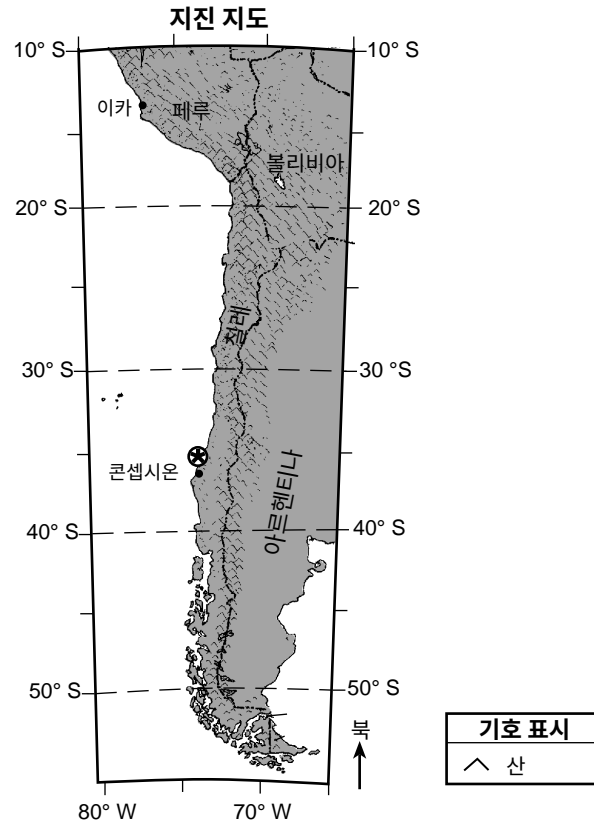 지진 지도
10° S
10° S
이카
페루
볼리비아
20° S
20° S
칠레
30° S
30 °S
콘셉시온
아르헨티나
40° S
40° S
50° S
50° S
북
기호 표시
산
80° W
70° W